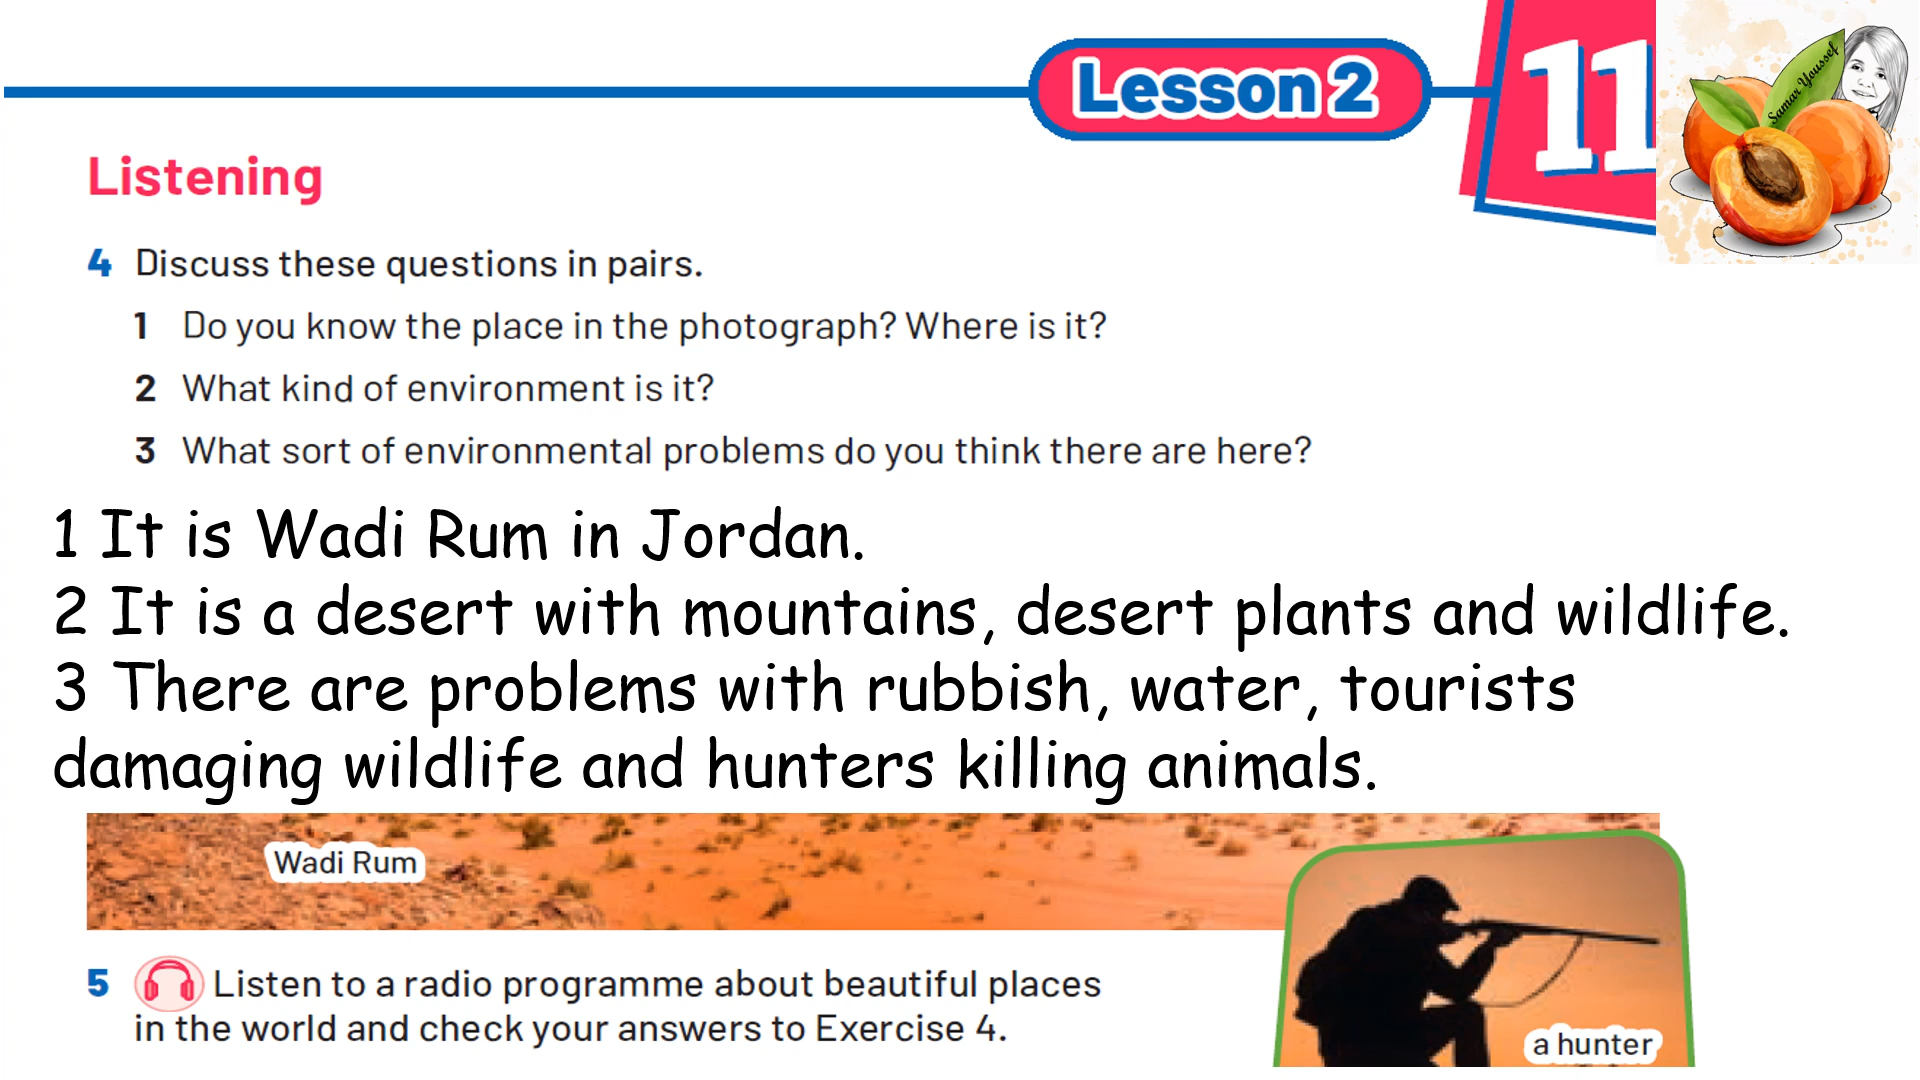 Lesson 2
11
Samar Youssef
Listening
4 Discuss these questions in pairs.
1 Do you know the place in the photograph? Where is it?
2 What kind of environment is it?
3 What sort of environmental problems do you think there are here?
1 It is Wadi Rum in Jordan.
2 It is a desert with mountains, desert plants and wildlife.
3 There are problems with rubbish, water, tourists
damaging wildlife and hunters killing animals.
Wadi Rum
5 Listen to a radio programme about beautiful places
in the world and check your answers to Exercise 4.
a hunter